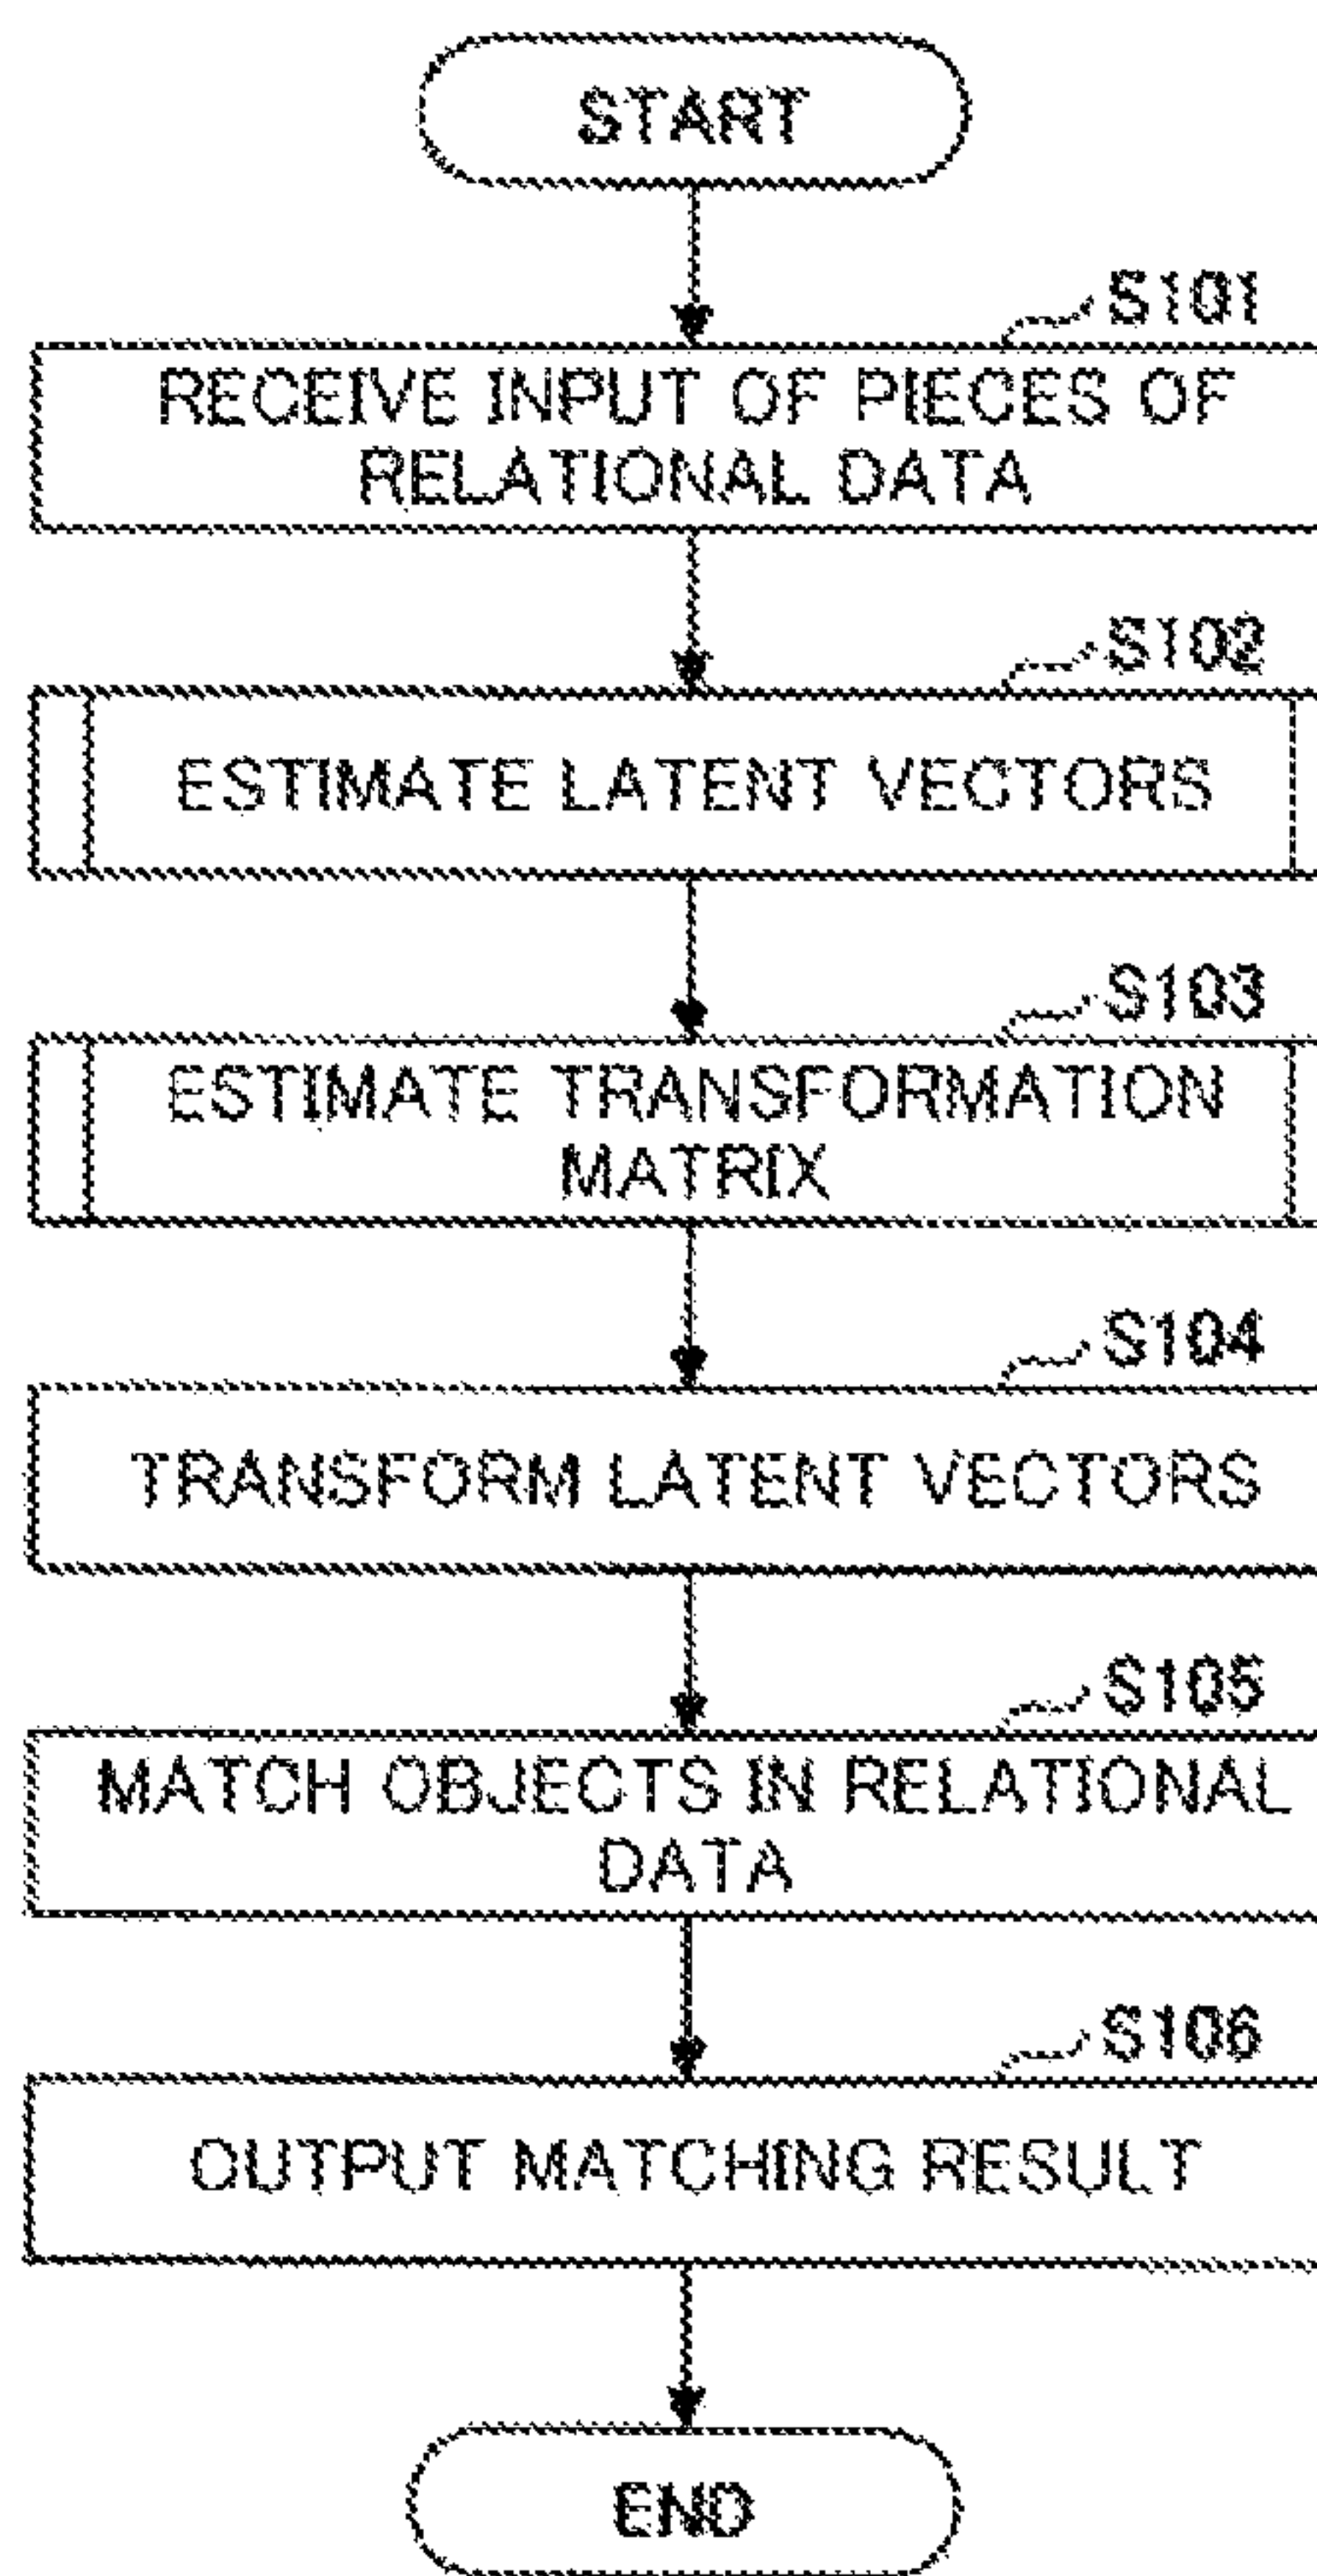 START
S101
RECEIVE INPUT OF PIECES OF
RELATIONAL DATA
S102
ESTIMATE LATENT VECTORS
S103
ESTIMATE TRANSFORMATION
MATRIX
S104
TRANSFORM LATENT VECTORS
S105
MATCH OBJECTS IN RELATIONAL
DATA
S106
OUTPUT MATCHING RESULT
END